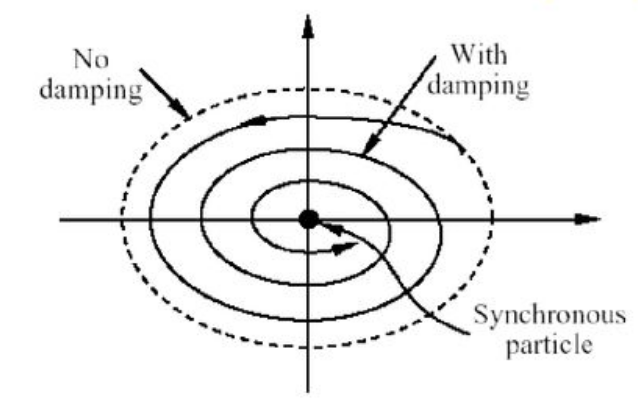 No
damping
With
damping
Synchronous
particle